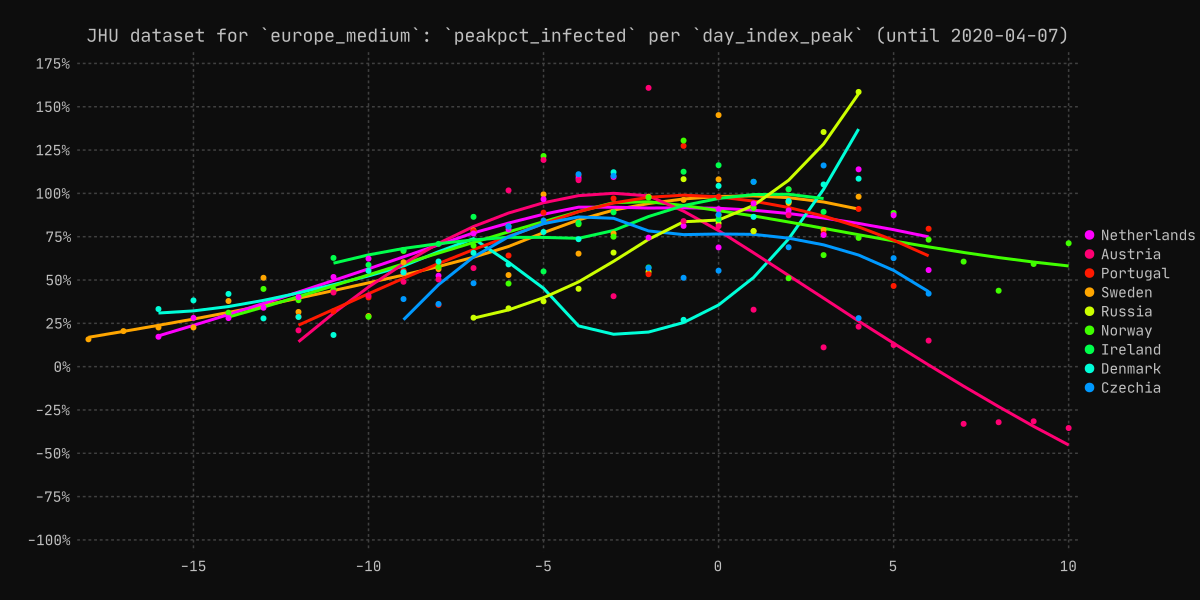 JHU dataset for `europe_medium`: `peakpct_infected` per `day_index_peak` (until 2020-04-07)
175%
150%
125%
100%
75%
50%
25%
0%
-25%
-50%
-75%
-100%
-15
-10
-5
0
5
10
Netherlands
Austria
Portugal
Sweden
Russia
Norway
Ireland
Denmark
Czechia